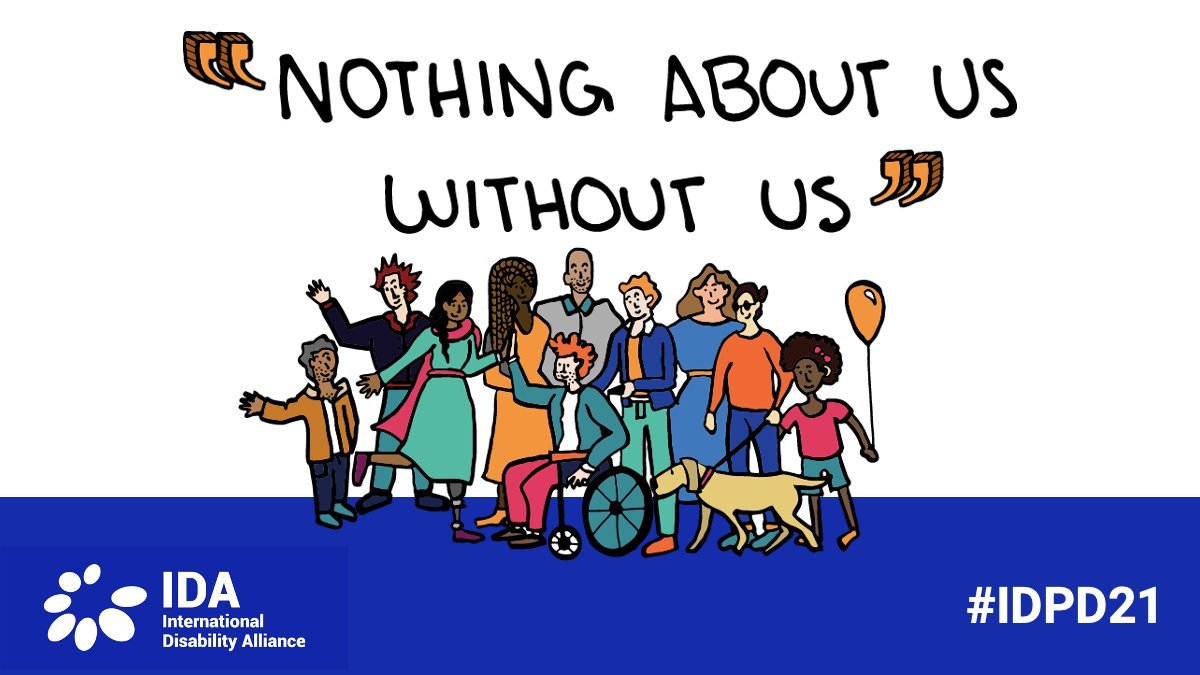 “NOTHING ABOUT US
WITHOUT US”
IDA
International
Disability Alliance
#IDPD21